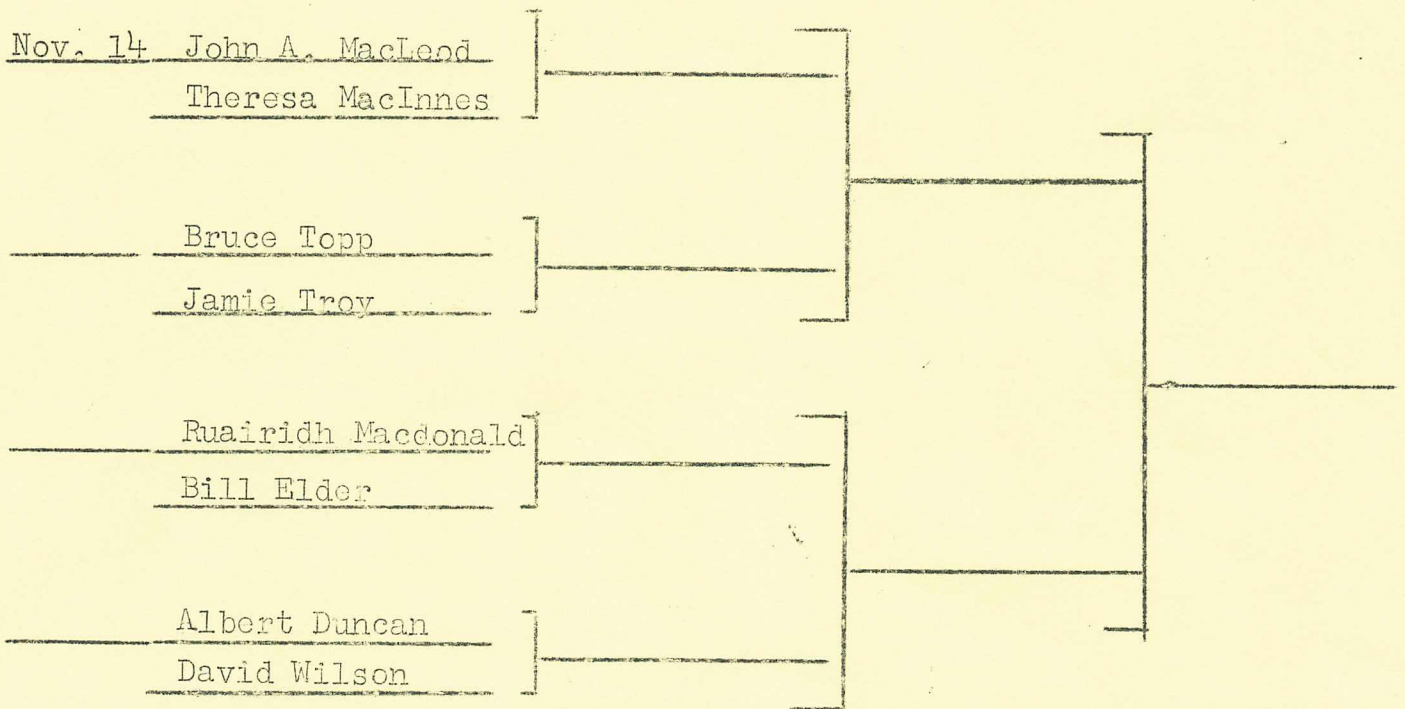 Nov. 14 John A. MacLeod
Theresa MacInnes
Bruce Topp
Jamie Troy
Ruairidh Macdonald
Bill Elder
Albert Duncan
David Wilson